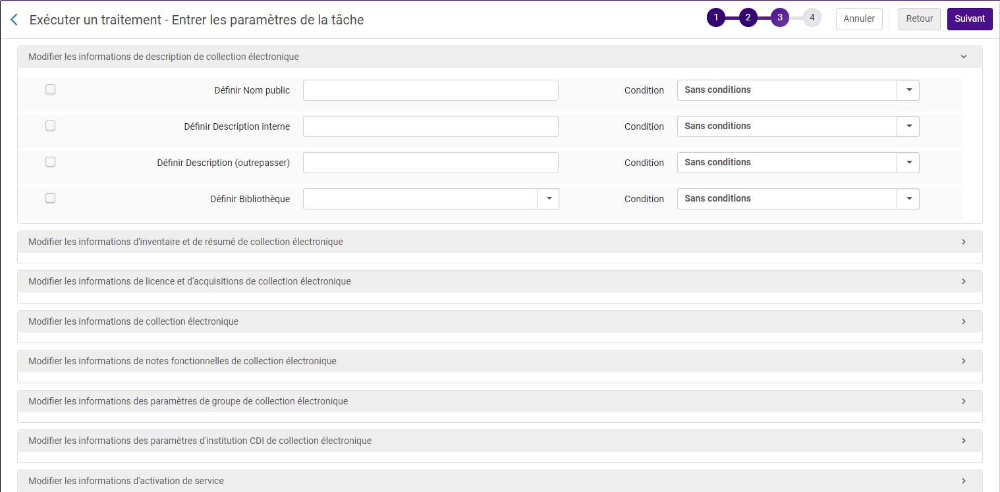 Exécuter un traitement - Entrer les paramètres de la tâche
1 2 3 4 Annuler Retour Suivant
Modifier les informations de description de collection électronique
Définir Nom public Condition Sans conditions
Définir Description interne Condition Sans conditions
Définir Description (outrepasser) Condition Sans conditions
Définir Bibliothèque Condition Sans conditions
Modifier les informations d'inventaire et de résumé de collection électronique
Modifier les informations de licence et d'acquisitions de collection électronique
Modifier les informations de collection électronique
Modifier les informations de notes fonctionnelles de collection électronique
Modifier les informations des paramètres de groupe de collection électronique
Modifier les informations des paramètres d'institution CDI de collection électronique
Modifier les informations d'activation de service